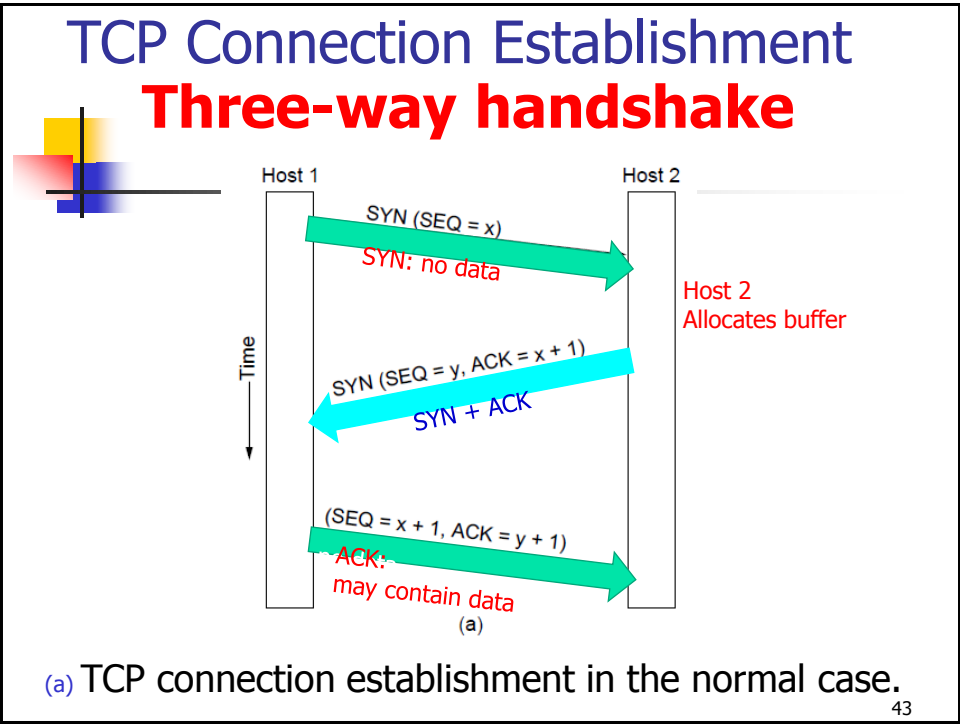 TCP Connection Establishment
Three-way handshake
Host 1
Host 2
SYN (SEQ = x)
SYN: no data
Host 2
Allocates buffer
Time
SYN (SEQ = y, ACK = x + 1)
SYN + ACK
(SEQ = x + 1, ACK = y + 1)
ACK:
may contain data
(a)
(a) TCP connection establishment in the normal case.
43